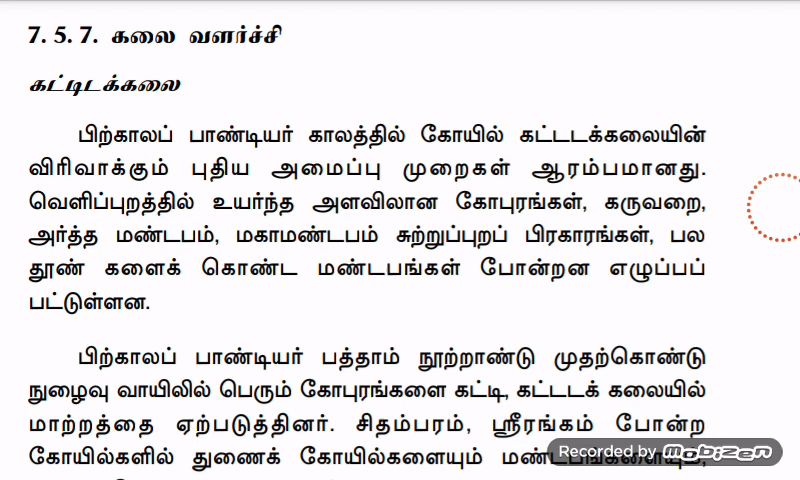 7. 5. 7. கலை வளர்ச்சி
கட்டிடக்கலை
பிற்காலப் பாண்டியர் காலத்தில் கோயில் கட்டடக்கலையின்
விரிவாக்கும் புதிய அமைப்பு முறைகள் ஆரம்பமானது.
வெளிப்புறத்தில் உயர்ந்த அளவிலான கோபுரங்கள், கருவறை,
அர்த்த மண்டபம், மகாமண்டபம் சுற்றுப்புறப் பிரகாரங்கள், பல
தூண் களைக் கொண்ட மண்டபங்கள் போன்றன எழுப்பப்
பட்டுள்ளன.
பிற்காலப் பாண்டியர் பத்தாம் நூற்றாண்டு முதற்கொண்டு
நுழைவு வாயிலில் பெரும் கோபுரங்களை கட்டி, கட்டடக் கலையில்
மாற்றத்தை ஏற்படுத்தினர். சிதம்பரம், ஸ்ரீரங்கம் போன்ற
கோயில்களில் துணைக் கோயில்களையும் மண்டபங்களையும்,
Recorded by mobizen